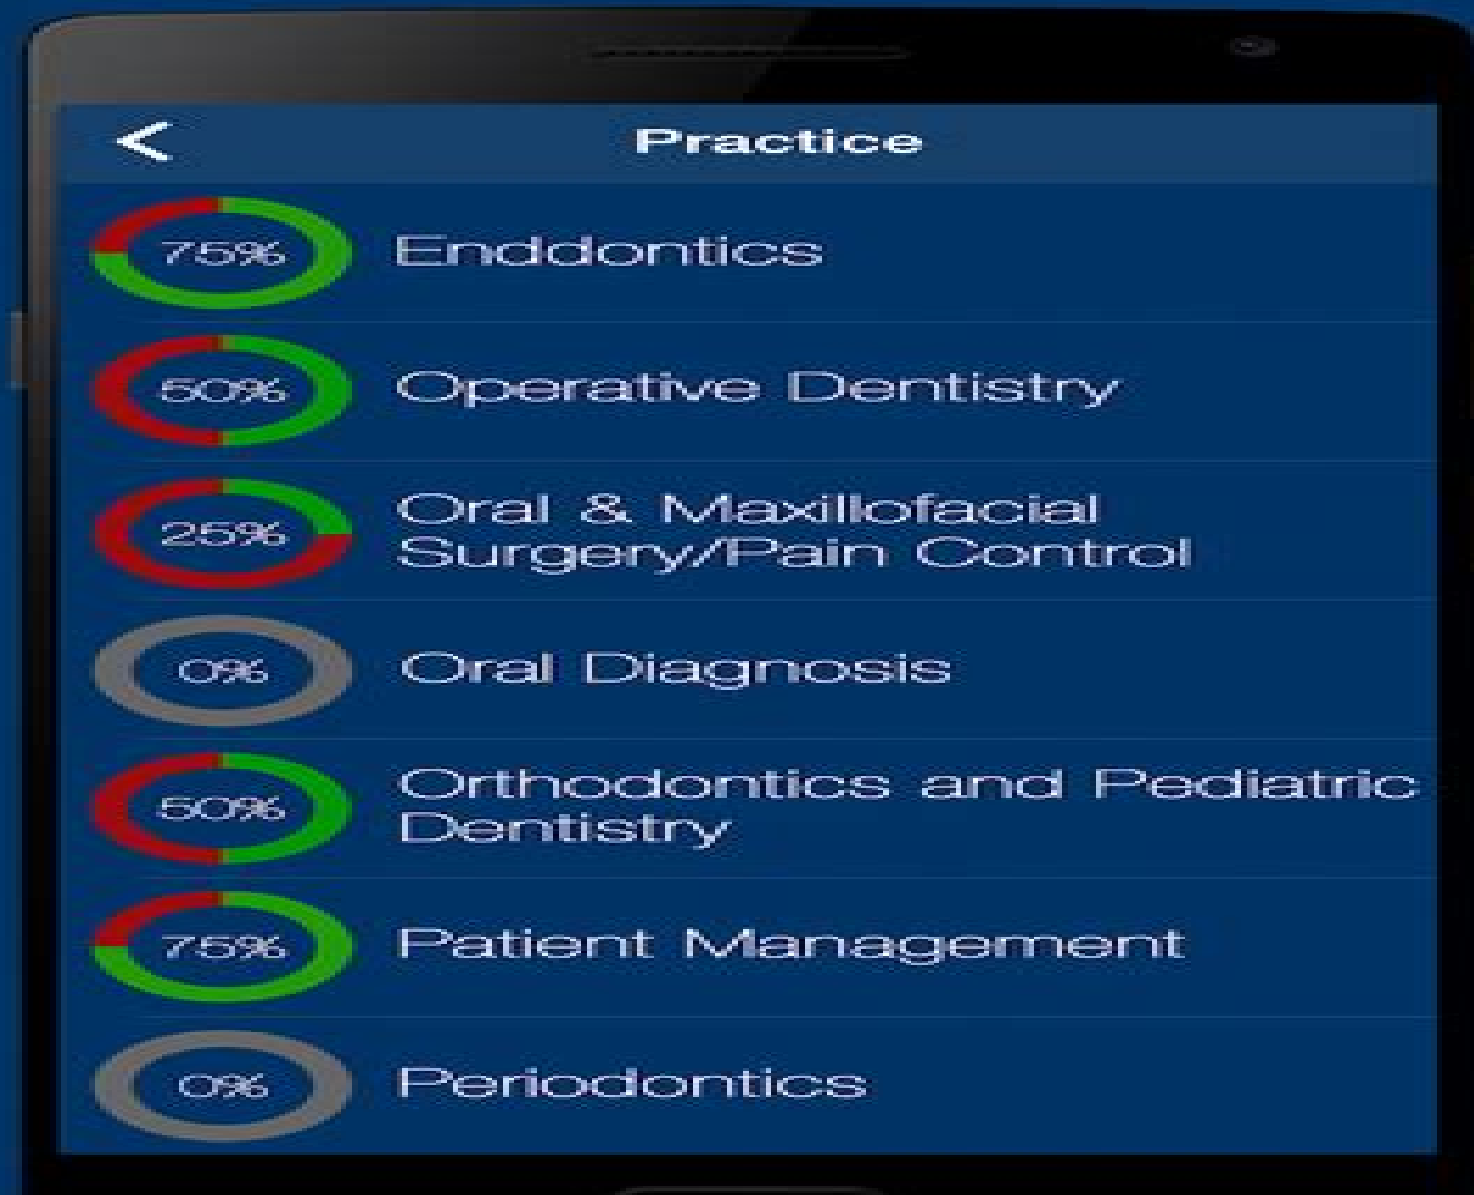 Practice
75% Enddontics
50% Operative Dentistry
25% Oral & Maxillofacial
Surgery/Pain Control
0% Oral Diagnosis
50% Orthodontics and Pediatric
Dentistry
75% Patient Management
0% Periodontics